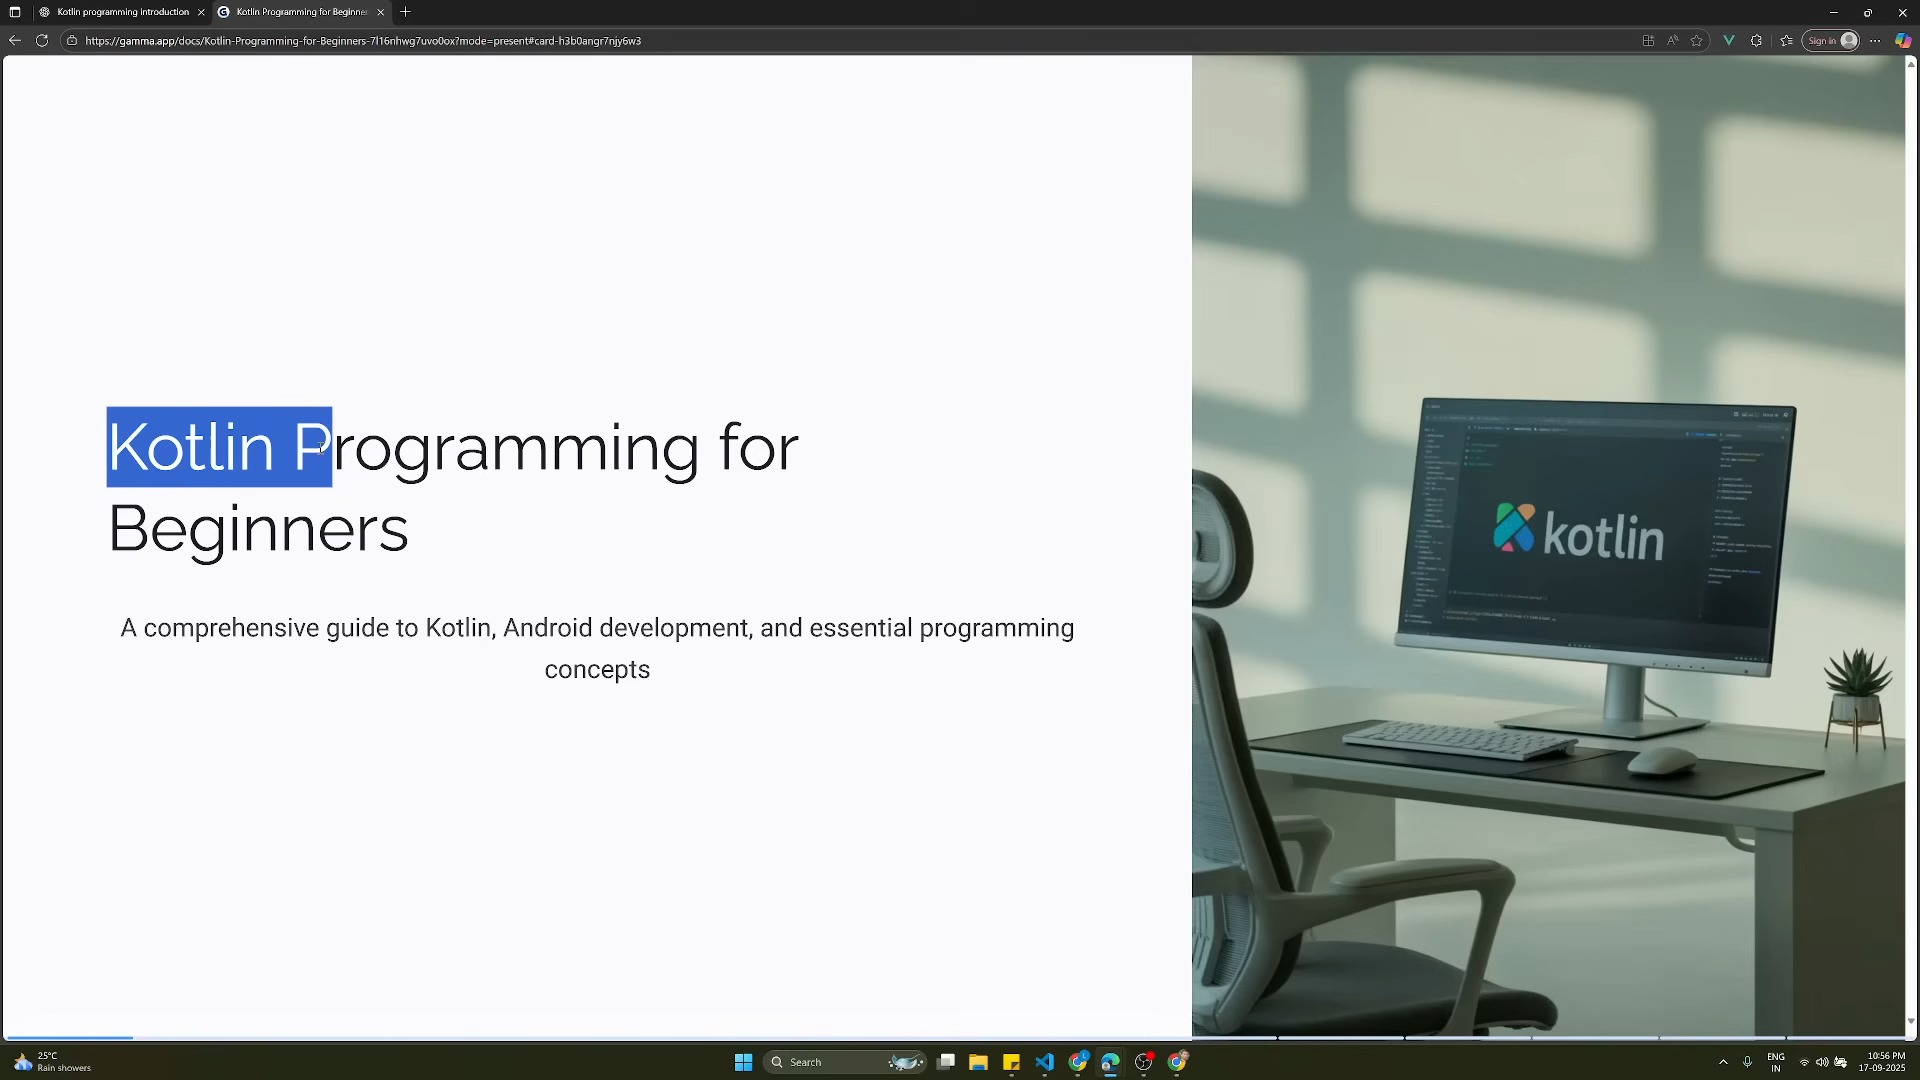 Kotlin programming introduction
Kotlin Programming for Beginne
https://gamma.app/docs/Kotlin-Programming-for-Beginners-7l16nhwg7uvo0ox?mode=present#card-h3b0angr7njy6w3
Sign in
Kotlin Programming for
Beginners
A comprehensive guide to Kotlin, Android development, and essential programming
concepts
kotlin
25°C
Rain showers
Search
ENG
IN
10:56 PM
17-09-2025